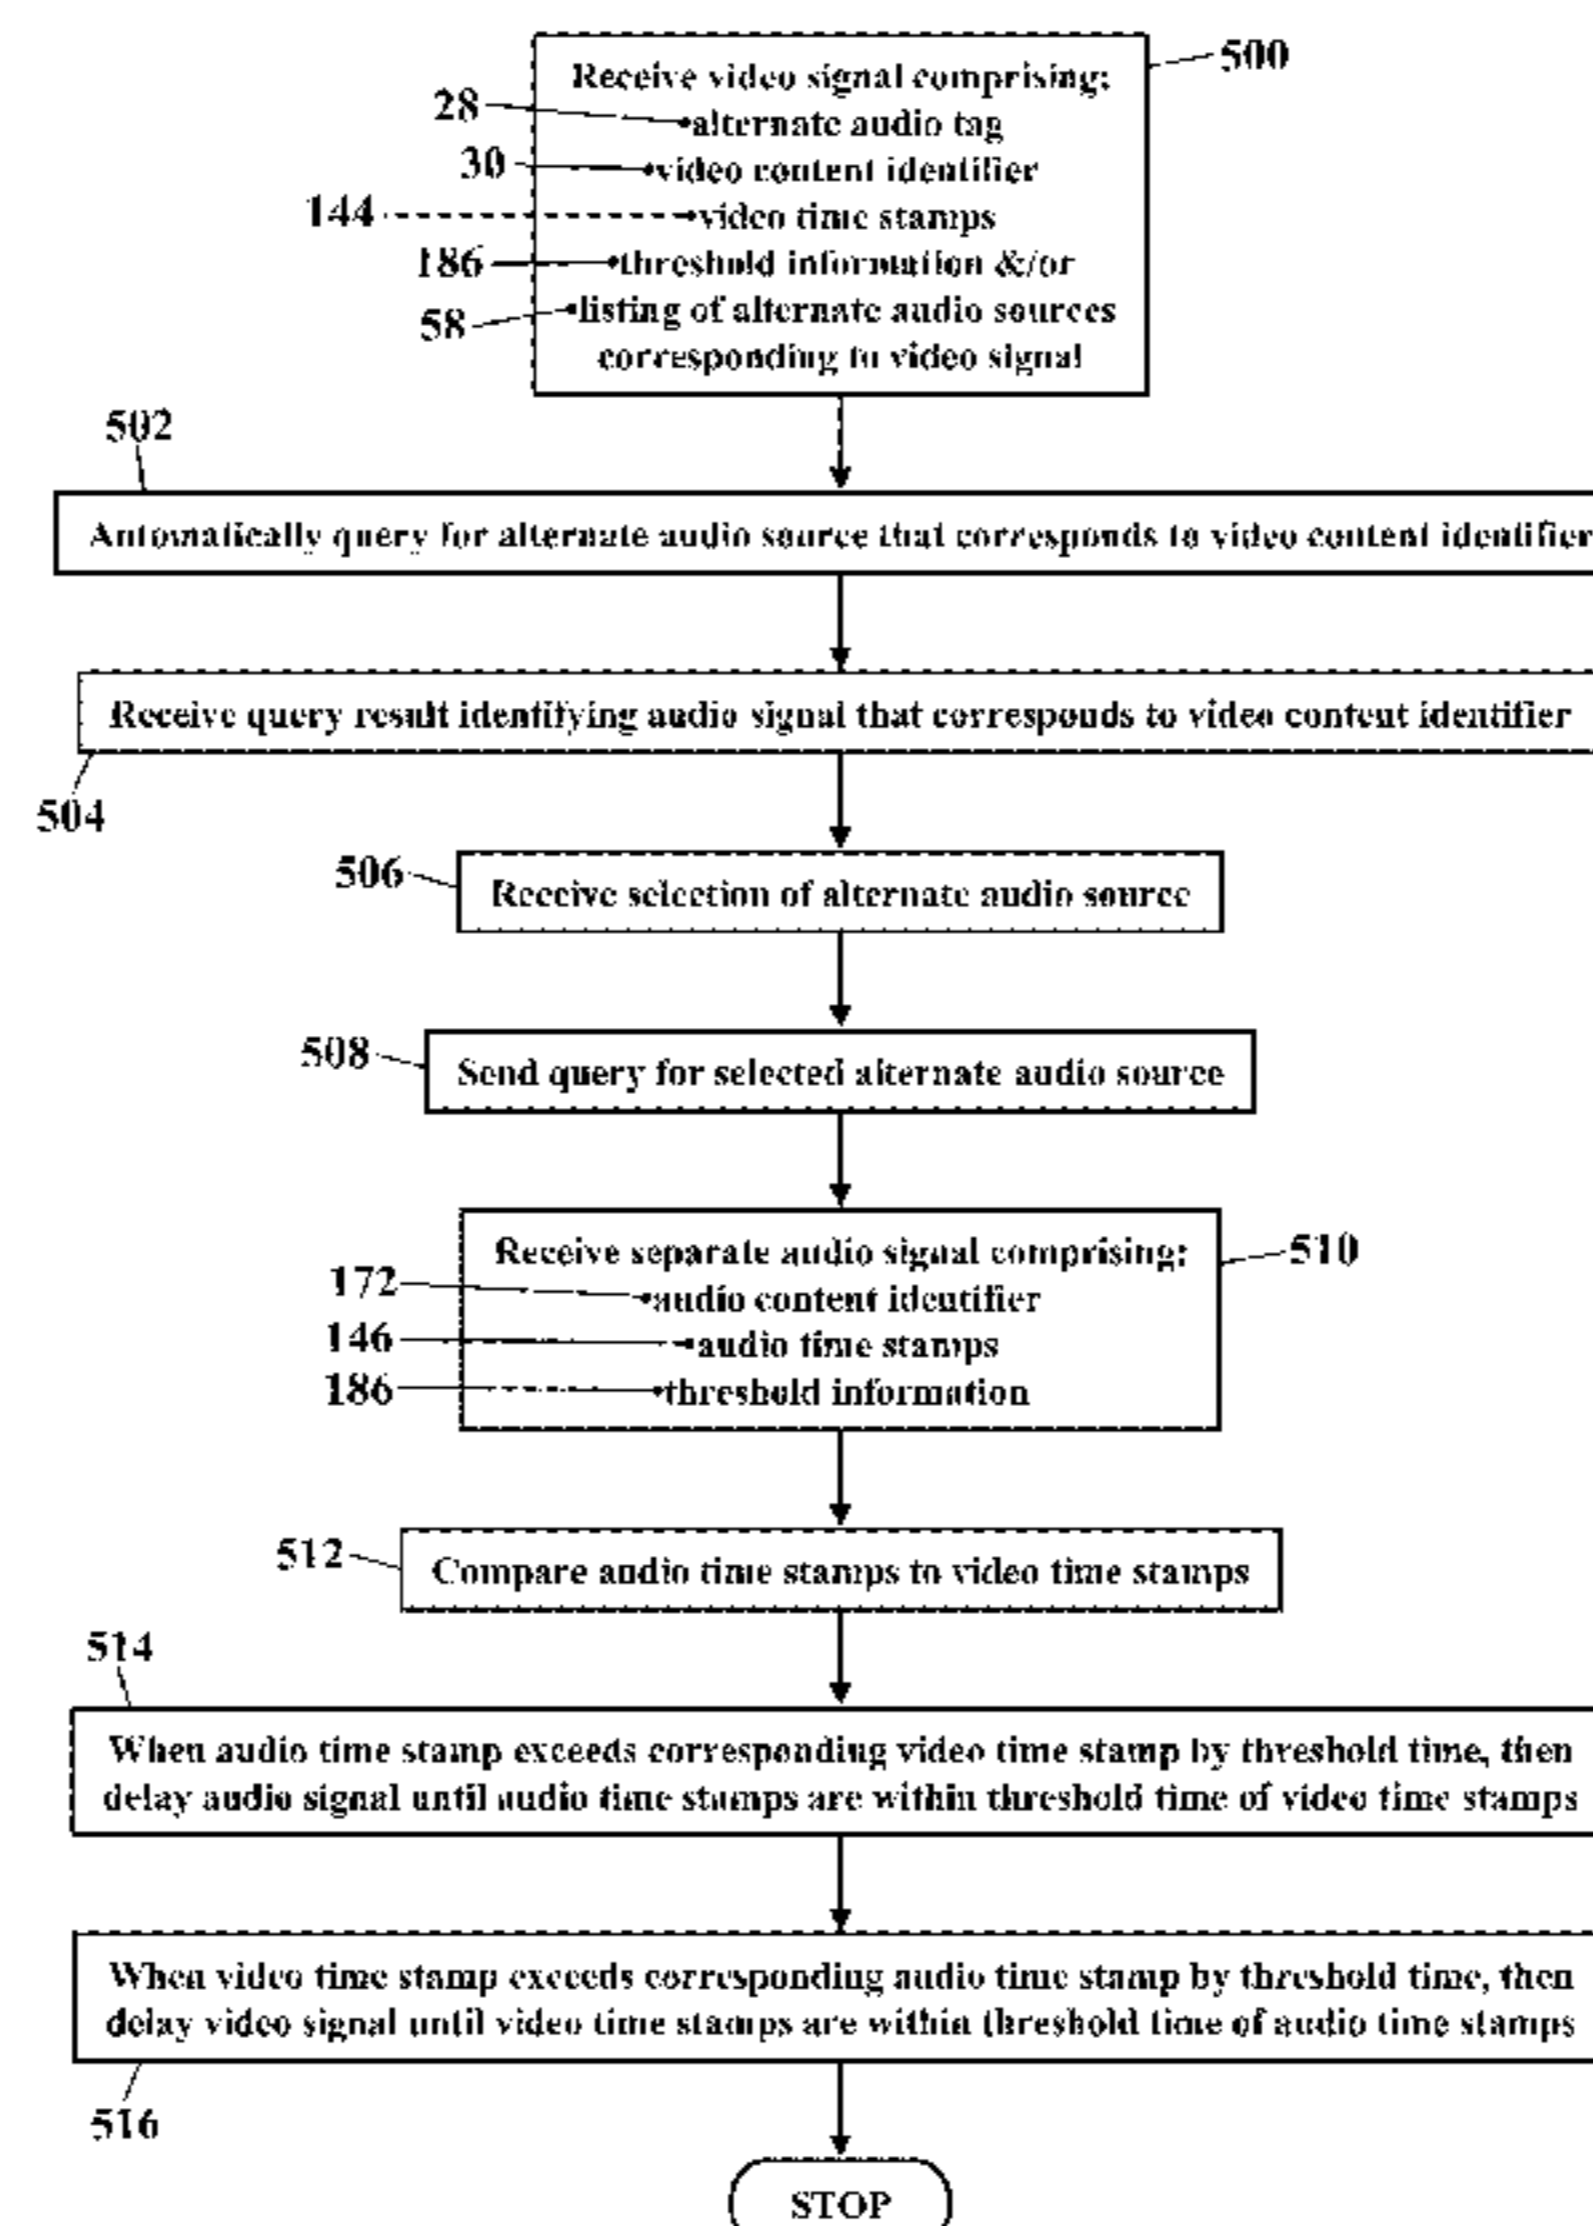 500
Receive video signal comprising:
28
•alternate audio tag
30
•video content identifier
144
•video time stamps
186
•threshold information &/or
58
•listing of alternate audio sources
corresponding to video signal
502
Automatically query for alternate audio source that corresponds to video content identifier
Receive query result identifying audio signal that corresponds to video content identifier
504
506
Receive selection of alternate audio source
508
Send query for selected alternate audio source
Receive separate audio signal comprising:
510
172
•audio content identifier
146
•audio time stamps
186
•threshold information
512
Compare audio time stamps to video time stamps
514
When audio time stamp exceeds corresponding video time stamp by threshold time, then
delay audio signal until audio time stamps are within threshold time of video time stamps
When video time stamp exceeds corresponding audio time stamp by threshold time, then
delay video signal until video time stamps are within threshold time of audio time stamps
516
STOP